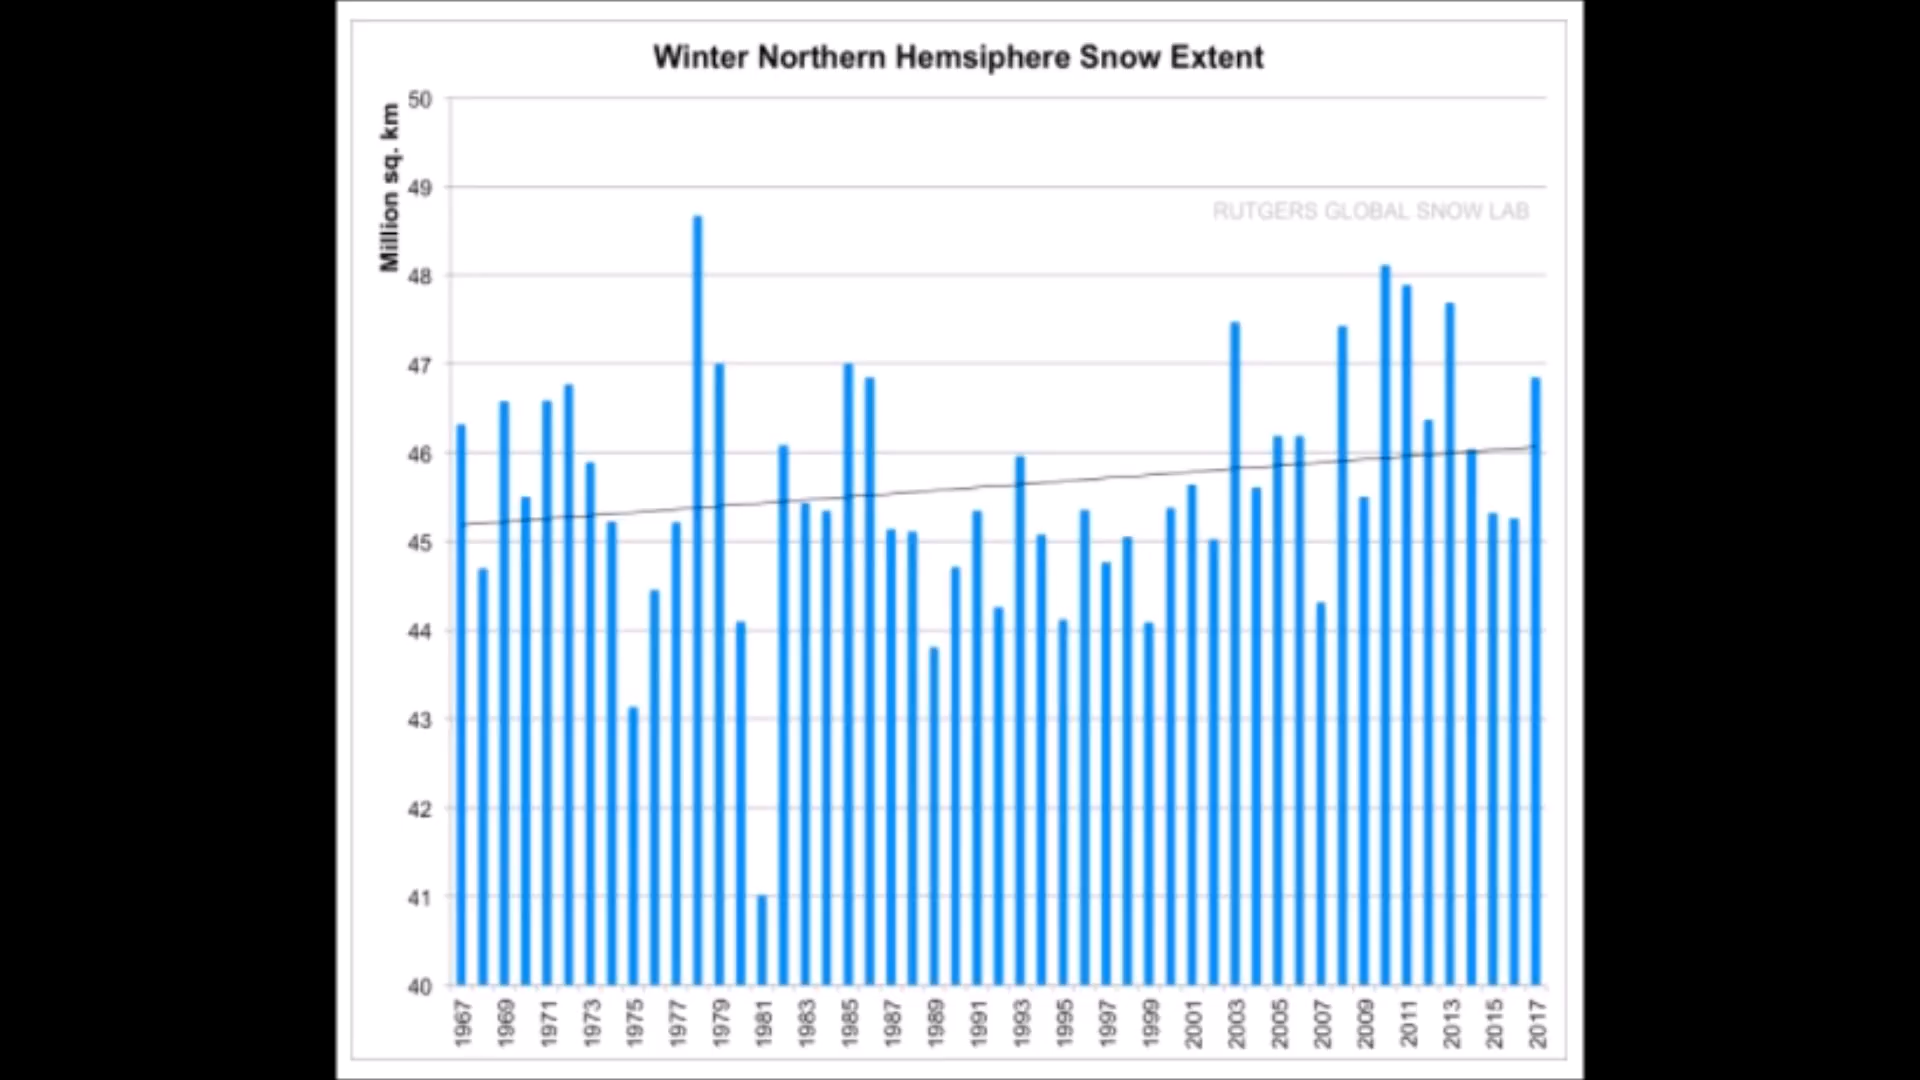 Winter Northern Hemsiphere Snow Extent
Million sq. km
50
49
RUTGERS GLOBAL SNOW LAB
48
47
46
45
44
43
42
41
40
1967 1969 1971 1973 1975 1977 1979 1981 1983 1985 1987 1989 1991 1993 1995 1997 1999 2001 2003 2005 2007 2009 2011 2013 2015 2017